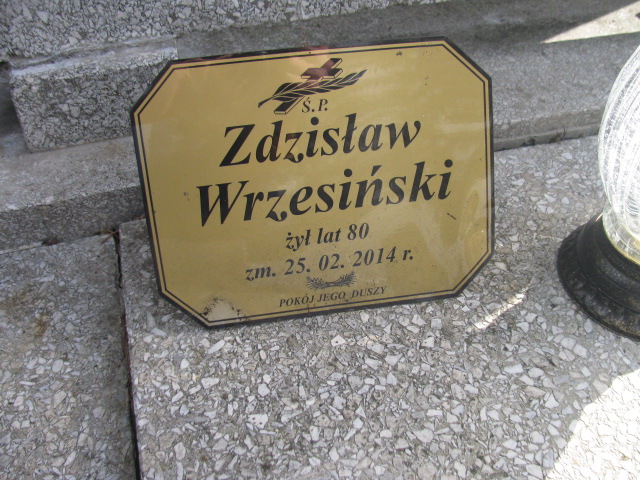 Ś.P.
Zdzisław
Wrzesiński
żył lat 80
zm. 25. 02. 2014 r.
POKÓJ JEGO DUSZY